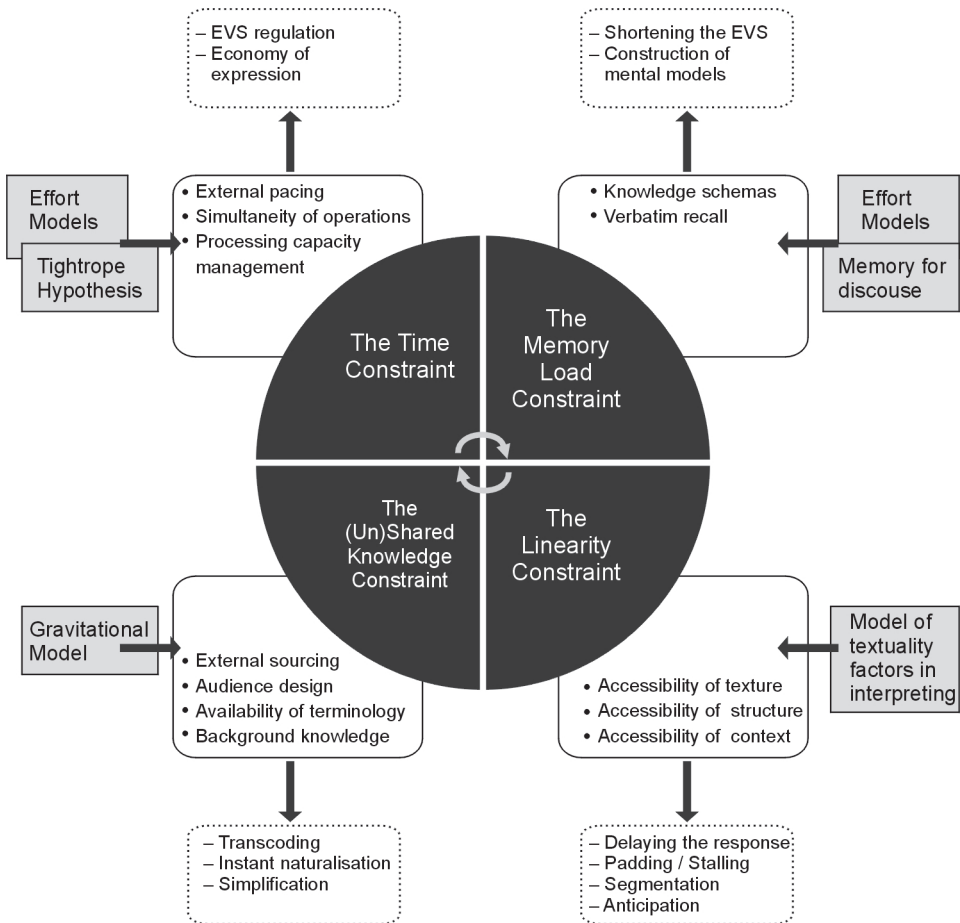 – EVS regulation
– Economy of
expression
– Shortening the EVS
– Construction of
mental models
Effort
Models
Tightrope
Hypothesis
• External pacing
• Simultaneity of operations
• Processing capacity
management
• Knowledge schemas
• Verbatim recall
Effort
Models
Memory for
discouse
The Time
Constraint
The
Memory
Load
Constraint
The
(Un)Shared
Knowledge
Constraint
The
Linearity
Constraint
Gravitational
Model
• External sourcing
• Audience design
• Availability of terminology
• Background knowledge
• Accessibility of texture
• Accessibility of structure
• Accessibility of context
Model of
textuality
factors in
interpreting
– Transcoding
– Instant naturalisation
– Simplification
– Delaying the response
– Padding / Stalling
– Segmentation
– Anticipation